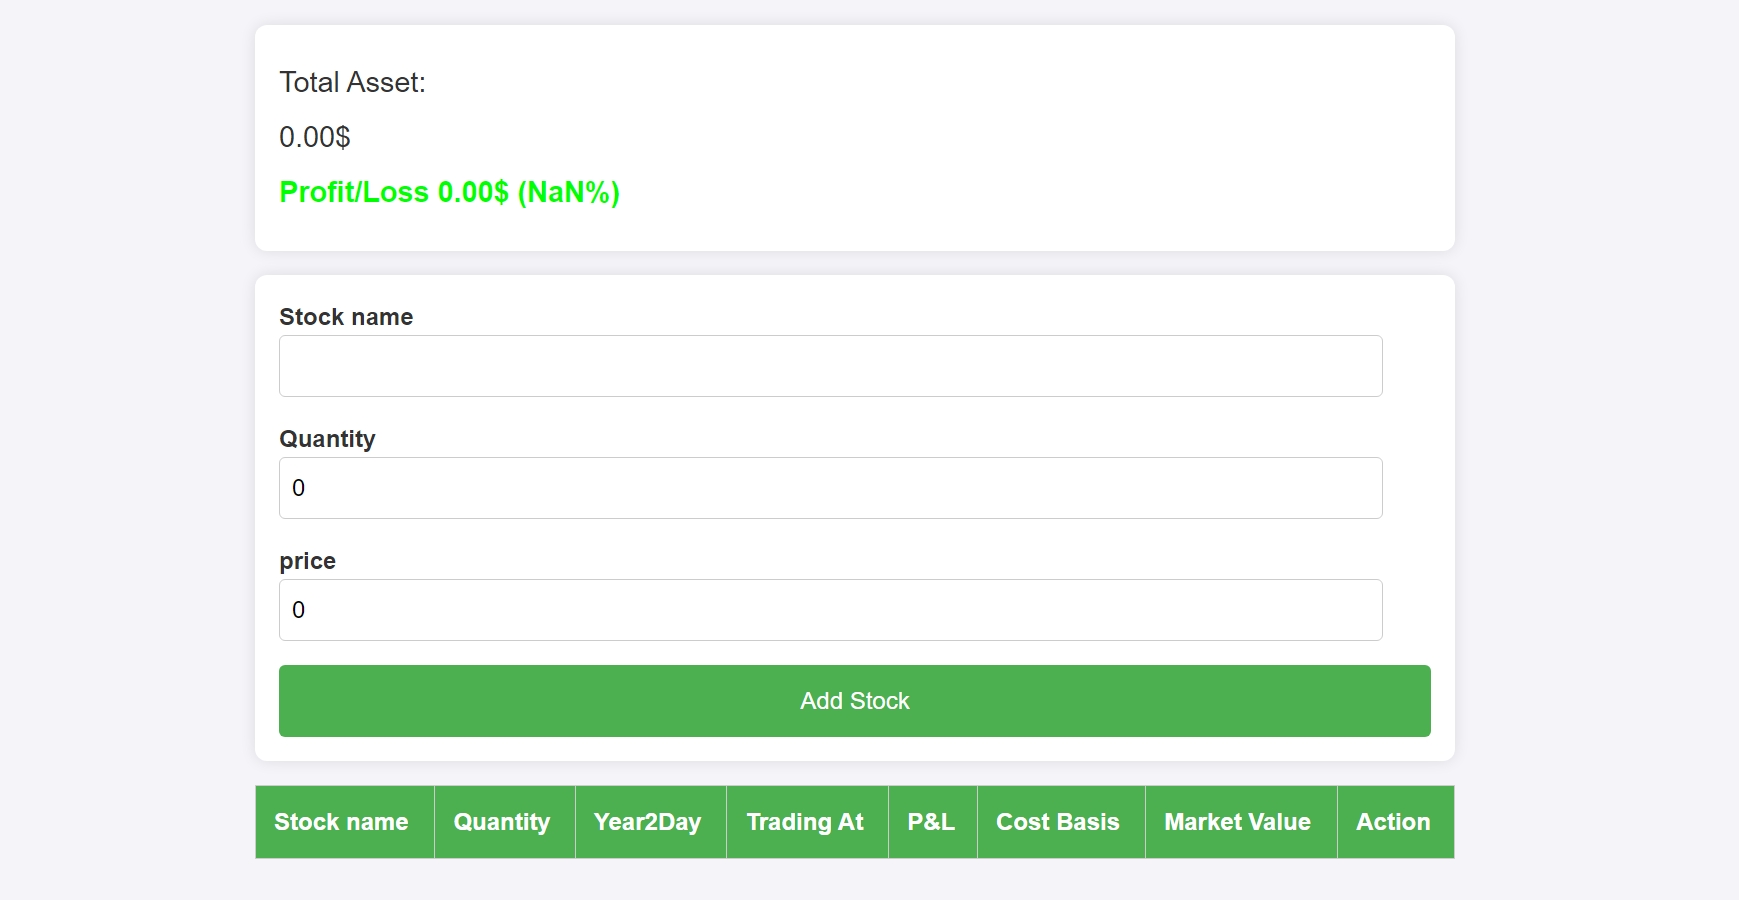 Total Asset:
0.00$
Profit/Loss 0.00$ (NaN%)
Stock name
Quantity
0
price
0
Add Stock
Stock name Quantity Year2Day Trading At P&L Cost Basis Market Value Action